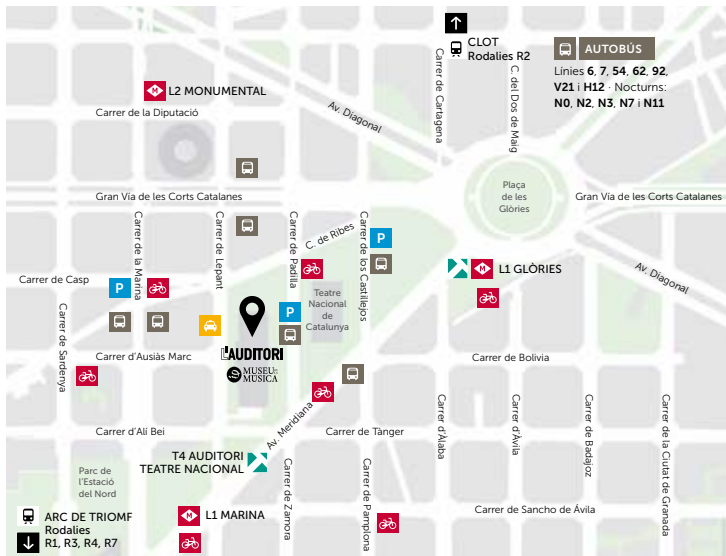 CLOT
Rodalies R2
AUTOBÚS
Línies 6, 7, 54, 62, 92,
V21 i H12 · Nocturns:
N0, N2, N3, N7 i N11
Carrer de Cartagena
C. del Dos de Maig
M L2 MONUMENTAL
Carrer de la Diputació
Av. Diagonal
Gran Vía de les Corts Catalanes
Plaça
de les
Glòries
Gran Vía de les Corts Catalanes
Carrer de la Marina
Carrer de Lepant
Carrer de Padilla
C. de Ribes
Carrer de los Castillejos
P
M L1 GLÒRIES
Av. Diagonal
Carrer de Casp
P
P
Teatre
Nacional
de
Catalunya
Carrer de Sardenya
Carrer d'Ausiàs Marc
L'AUDITORI
MUSEU DE LA
MÚSICA
Carrer de Bolivia
Carrer d'Alí Bei
Av. Meridiana
Carrer de Tànger
Carrer d'Àlaba
Carrer d'Àvila
Carrer de Badajoz
Carrer de la Ciutat de Granada
T4 AUDITORI
TEATRE NACIONAL
Parc de
l'Estació
del Nord
Carrer de Zamora
Carrer de Pamplona
Carrer de Sancho de Ávila
ARC DE TRIOMF
Rodalies
R1, R3, R4, R7
M L1 MARINA